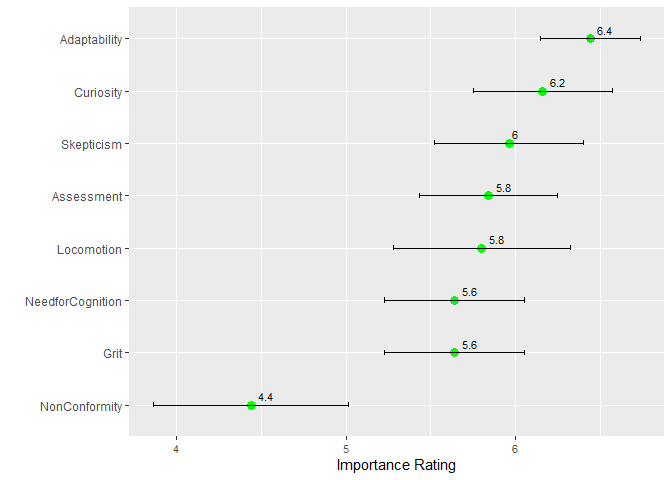 Adaptability 6.4
Curiosity 6.2
Skepticism 6
Assessment 5.8
Locomotion 5.8
NeedforCognition 5.6
Grit 5.6
NonConformity 4.4
4 5 6
Importance Rating